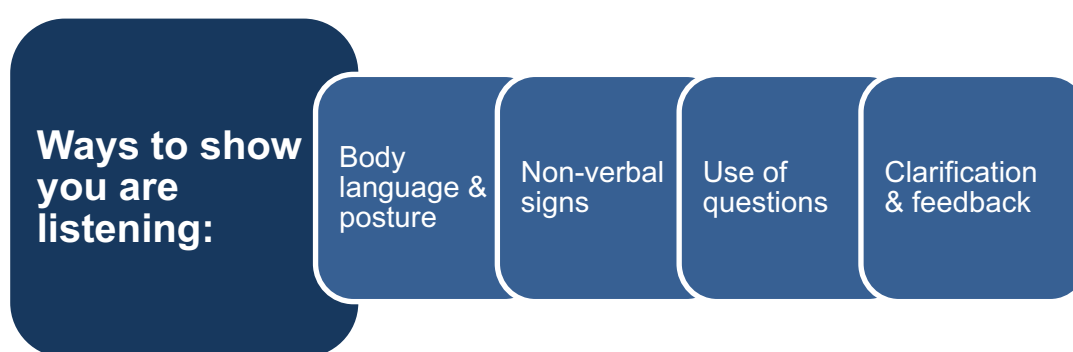 Ways to show
you are
listening:
Body
language &
posture
Non-verbal
signs
Use of
questions
Clarification
& feedback